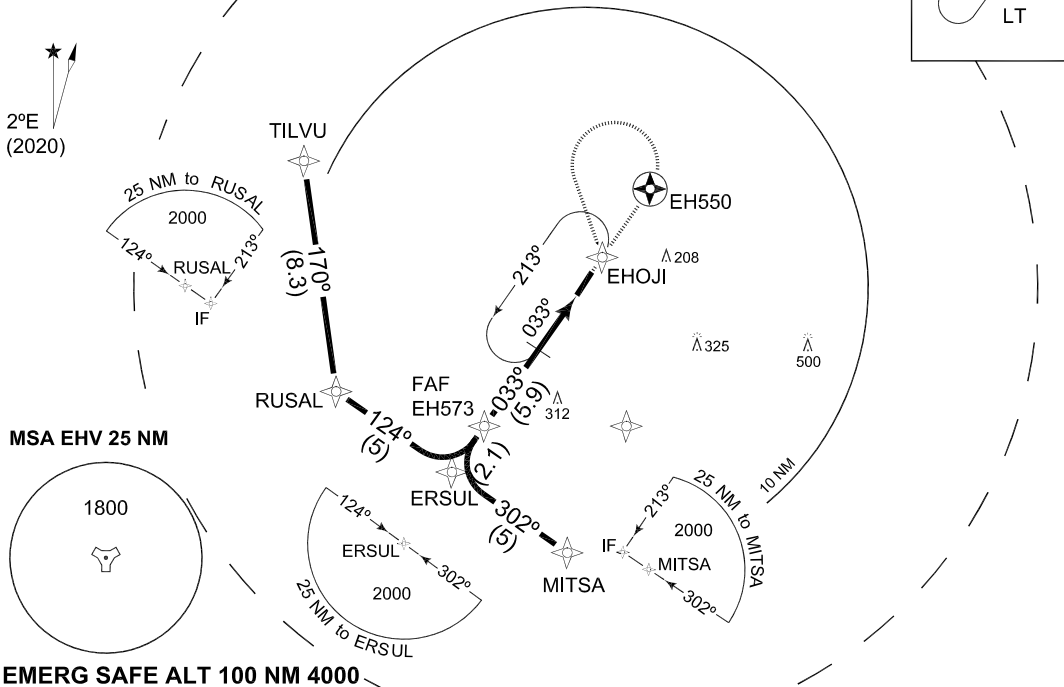 LT
2ºE
(2020)
TILVU
25 NM to RUSAL
2000
124º
213º
RUSAL
IF
170º
(8.3)
EH550
213º
EHOJI
208
033º
325
500
RUSAL
FAF
EH573
033º
(5.9)
312
124º
(5)
(2.1)
ERSUL
302º
(5)
MITSA
10 NM
MSA EHV 25 NM
1800
124º
ERSUL
302º
2000
25 NM to ERSUL
25 NM to MITSA
213º
2000
IF
MITSA
302º
EMERG SAFE ALT 100 NM 4000